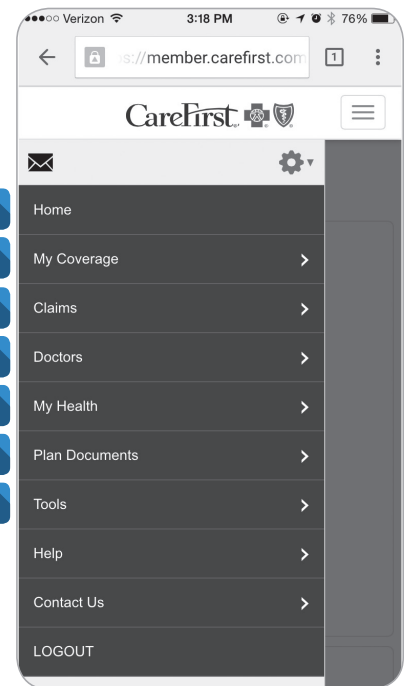 Verizon 3:18 PM 76%
s://member.carefirst.com 1
CareFirst
Home
My Coverage
Claims
Doctors
My Health
Plan Documents
Tools
Help
Contact Us
LOGOUT